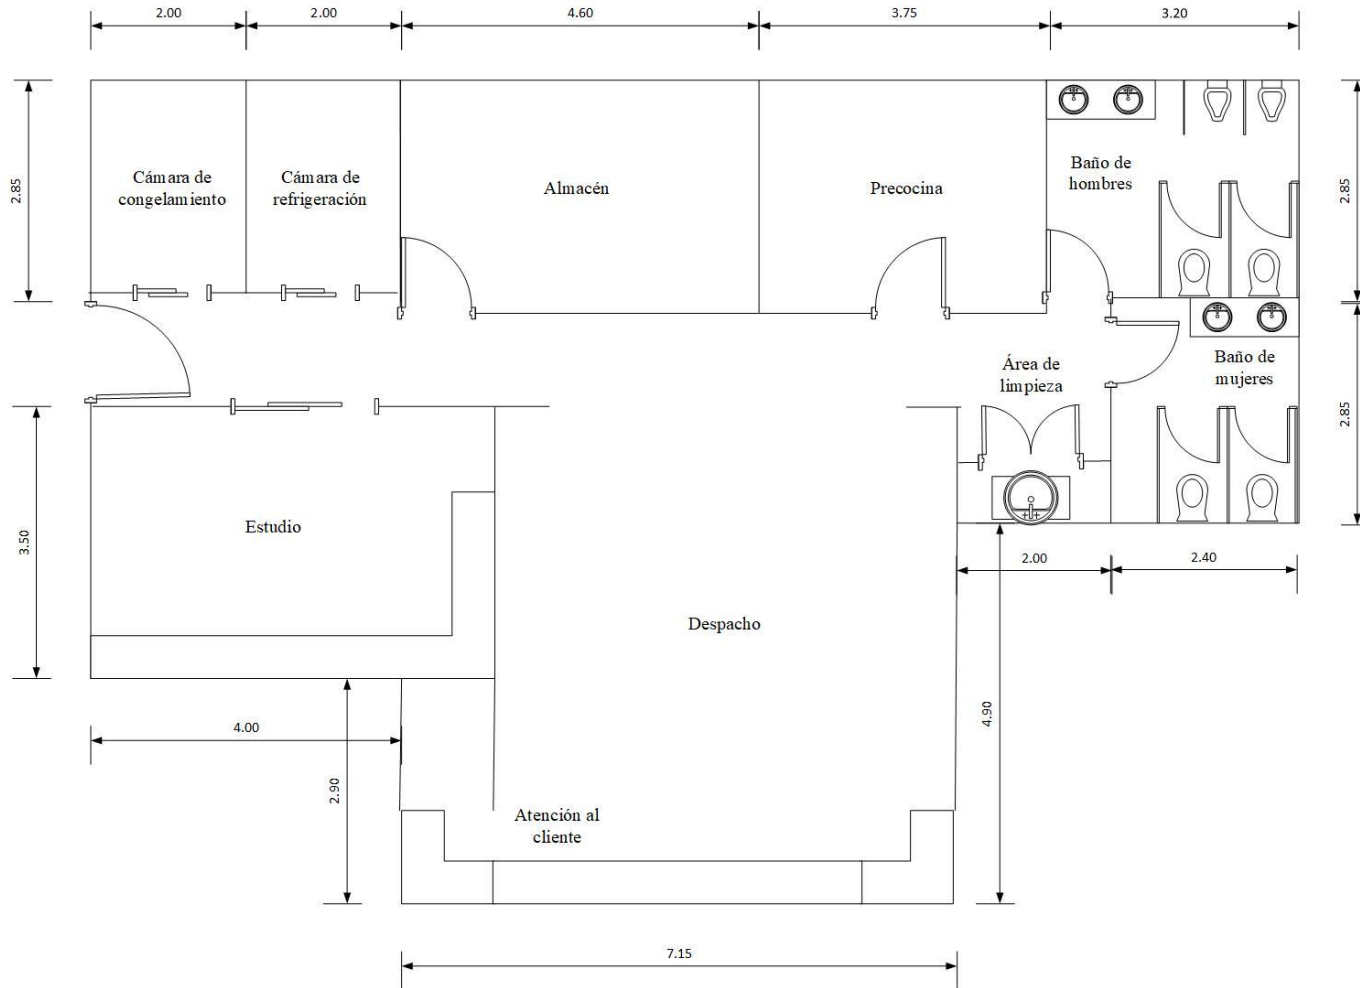 2.00
2.00
4.60
3.75
3.20
2.85
Cámara de
congelamiento
Cámara de
refrigeración
Almacén
Precocina
Baño de
hombres
2.85
Área de
limpieza
Baño de
mujeres
2.85
3.50
Estudio
2.00
2.40
Despacho
4.00
2.90
4.90
Atención al
cliente
7.15